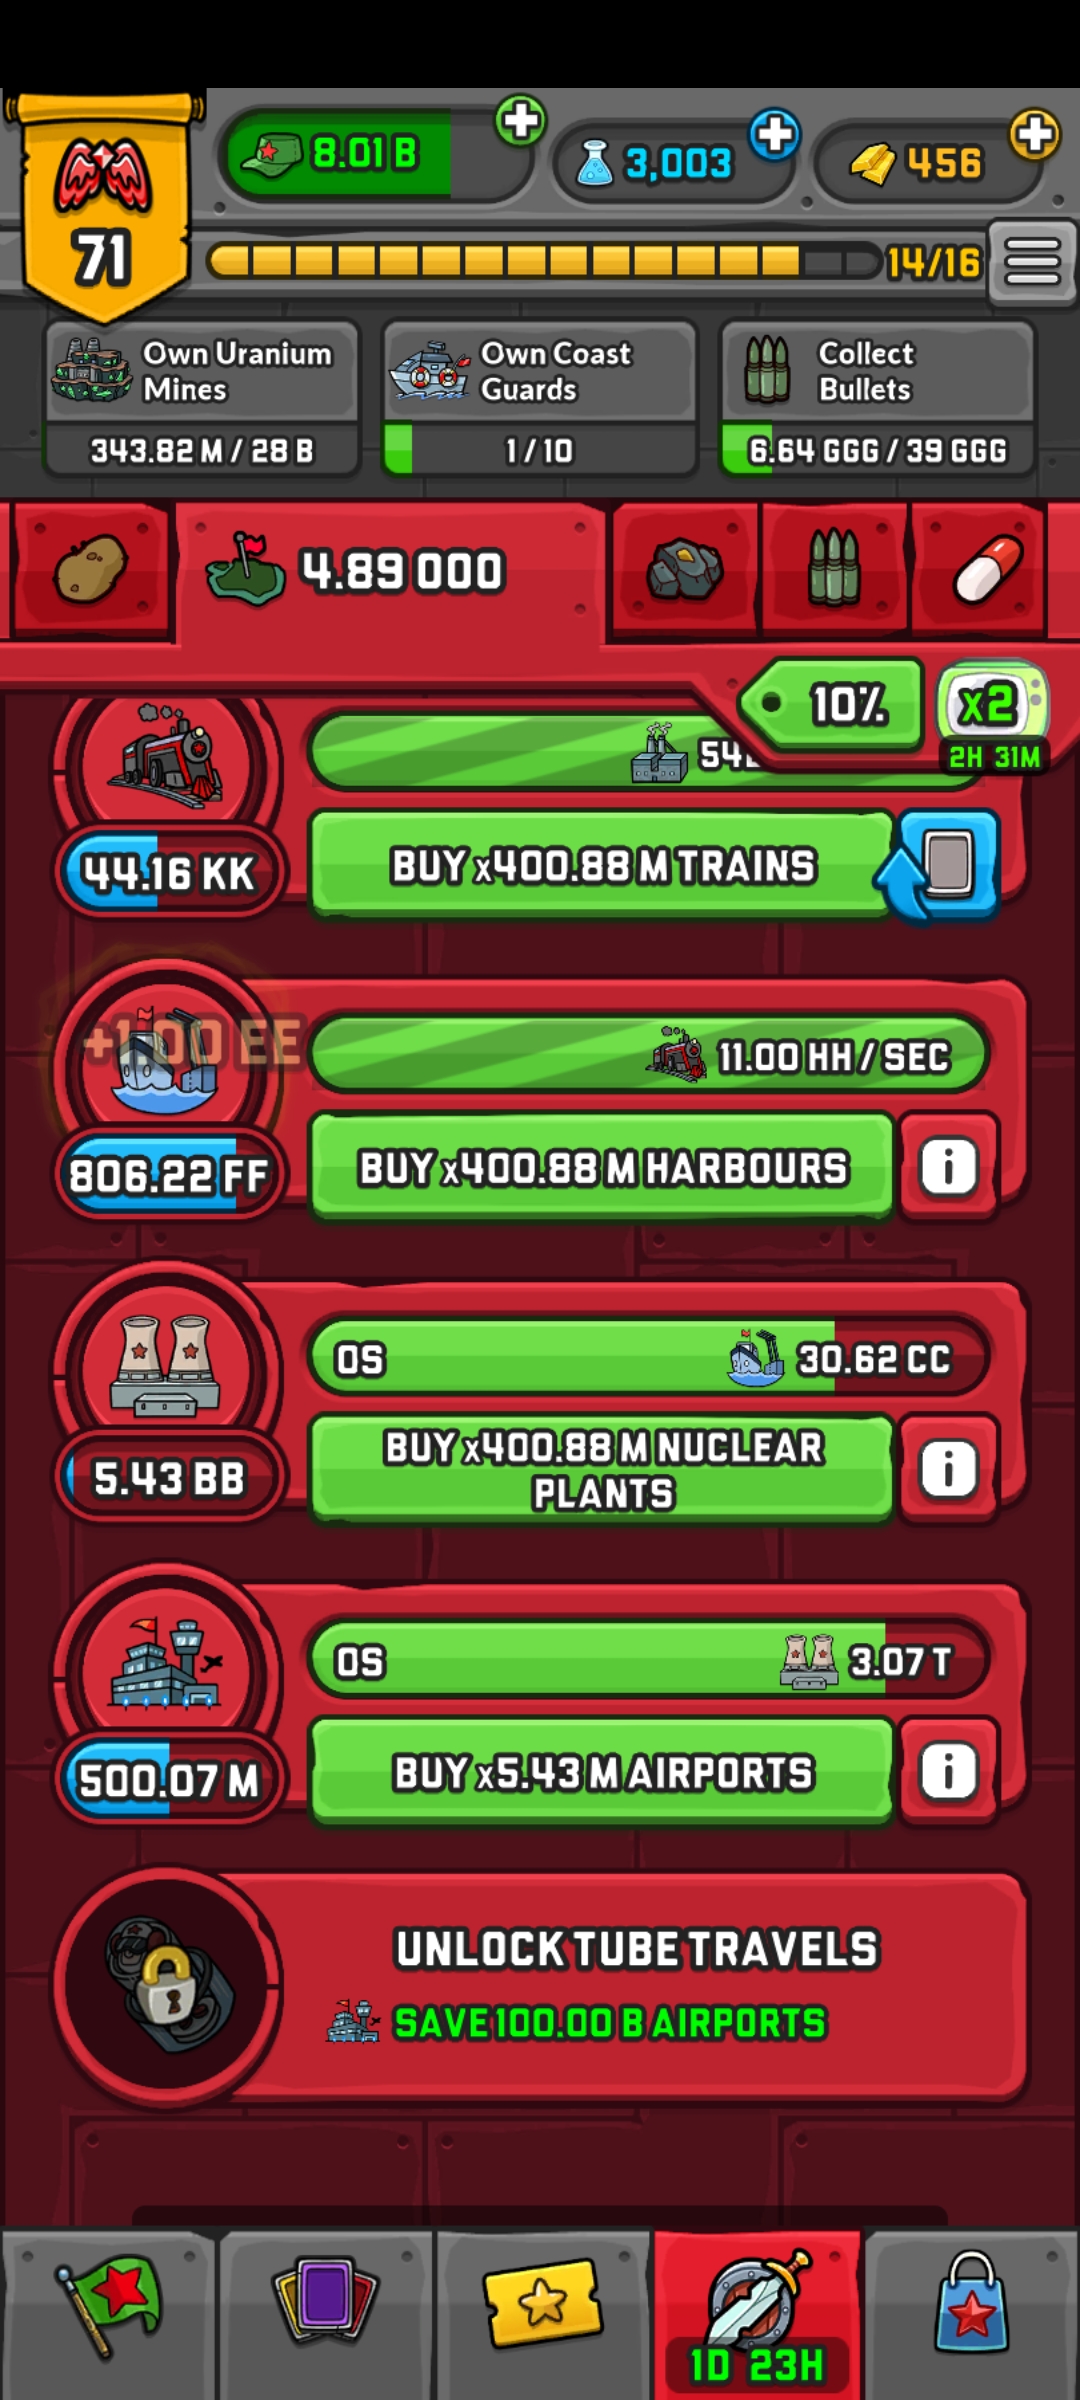 8.01 B
3,003
456
71
14/16
Own Uranium
Mines
343.82 M / 28 B
Own Coast
Guards
1 / 10
Collect
Bullets
6.64 GGG / 39 GGG
4.89 OOO
10%
x2
2H 31M
44.16 KK
BUY x400.88 M TRAINS
+1.00 EE
11.00 HH / SEC
806.22 FF
BUY x400.88 M HARBOURS
0S
30.62 CC
5.43 BB
BUY x400.88 M NUCLEAR
PLANTS
0S
3.07 T
500.07 M
BUY x5.43 M AIRPORTS
UNLOCK TUBE TRAVELS
SAVE 100.00 B AIRPORTS
1D 23H